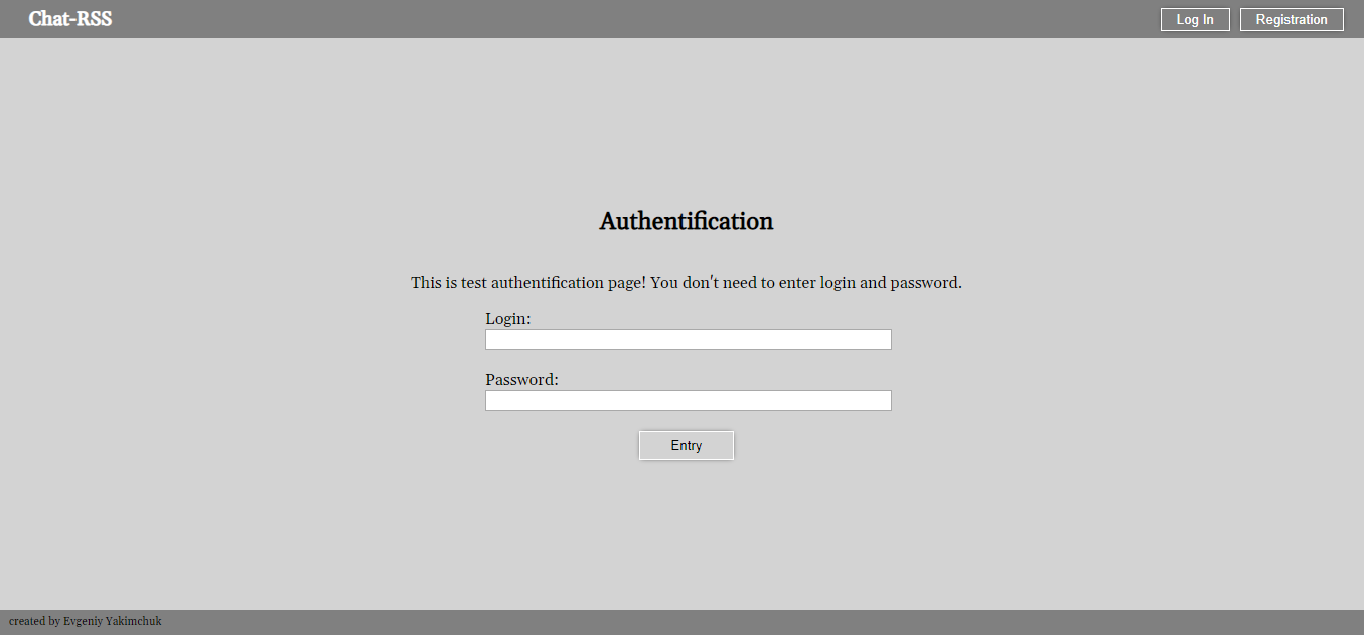 Chat-RSS
Log In
Registration
Authentification
This is test authentification page! You don't need to enter login and password.
Login:
Password:
Entry
created by Evgeniy Yakimchuk